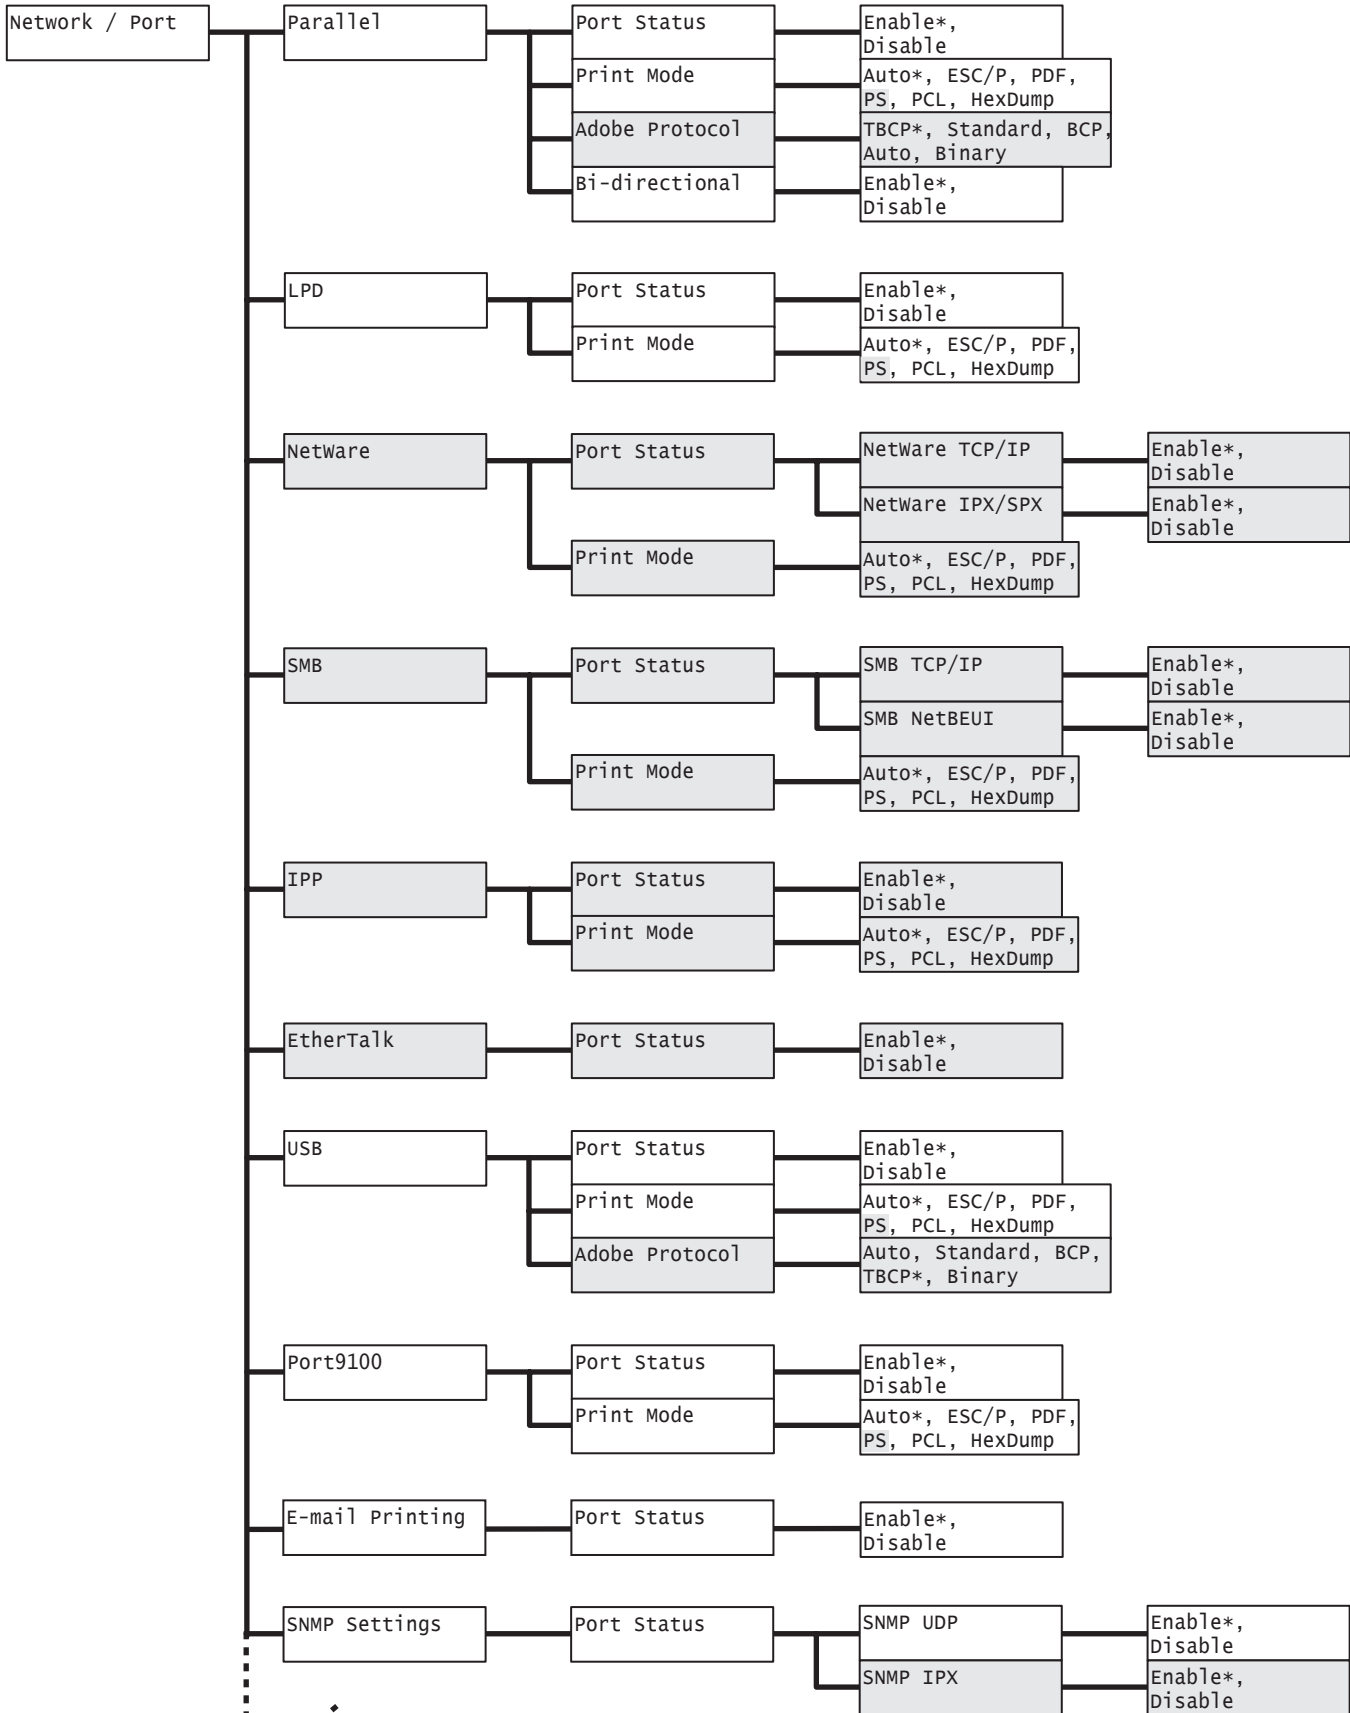 Network / Port
Parallel
Port Status
Enable*,
Disable
Print Mode
Auto*, ESC/P, PDF,
PS, PCL, HexDump
Adobe Protocol
TBCP*, Standard, BCP,
Auto, Binary
Bi-directional
Enable*,
Disable
LPD
Port Status
Enable*,
Disable
Print Mode
Auto*, ESC/P, PDF,
PS, PCL, HexDump
NetWare
Port Status
NetWare TCP/IP
Enable*,
Disable
NetWare IPX/SPX
Enable*,
Disable
Print Mode
Auto*, ESC/P, PDF,
PS, PCL, HexDump
SMB
Port Status
SMB TCP/IP
Enable*,
Disable
SMB NetBEUI
Enable*,
Disable
Print Mode
Auto*, ESC/P, PDF,
PS, PCL, HexDump
IPP
Port Status
Enable*,
Disable
Print Mode
Auto*, ESC/P, PDF,
PS, PCL, HexDump
EtherTalk
Port Status
Enable*,
Disable
USB
Port Status
Enable*,
Disable
Print Mode
Auto*, ESC/P, PDF,
PS, PCL, HexDump
Adobe Protocol
Auto, Standard, BCP,
TBCP*, Binary
Port9100
Port Status
Enable*,
Disable
Print Mode
Auto*, ESC/P, PDF,
PS, PCL, HexDump
E-mail Printing
Port Status
Enable*,
Disable
SNMP Settings
Port Status
SNMP UDP
Enable*,
Disable
SNMP IPX
Enable*,
Disable